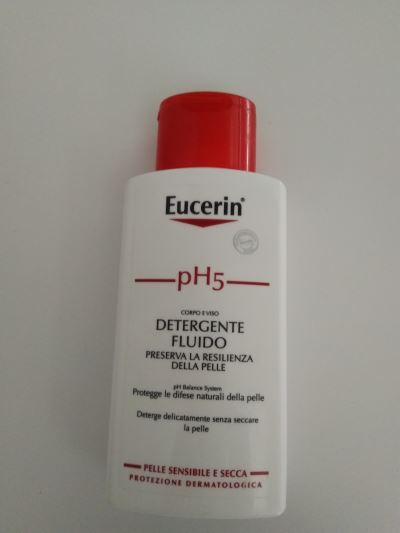 Eucerin®
pH5
CORPO E VISO
DETERGENTE
FLUIDO
PRESERVA LA RESILIENZA
DELLA PELLE
pH Balance System
Protegge le difese naturali della pelle
Deterge delicatamente senza seccare
la pelle
PELLE SENSIBILE E SECCA
PROTEZIONE DERMATOLOGICA